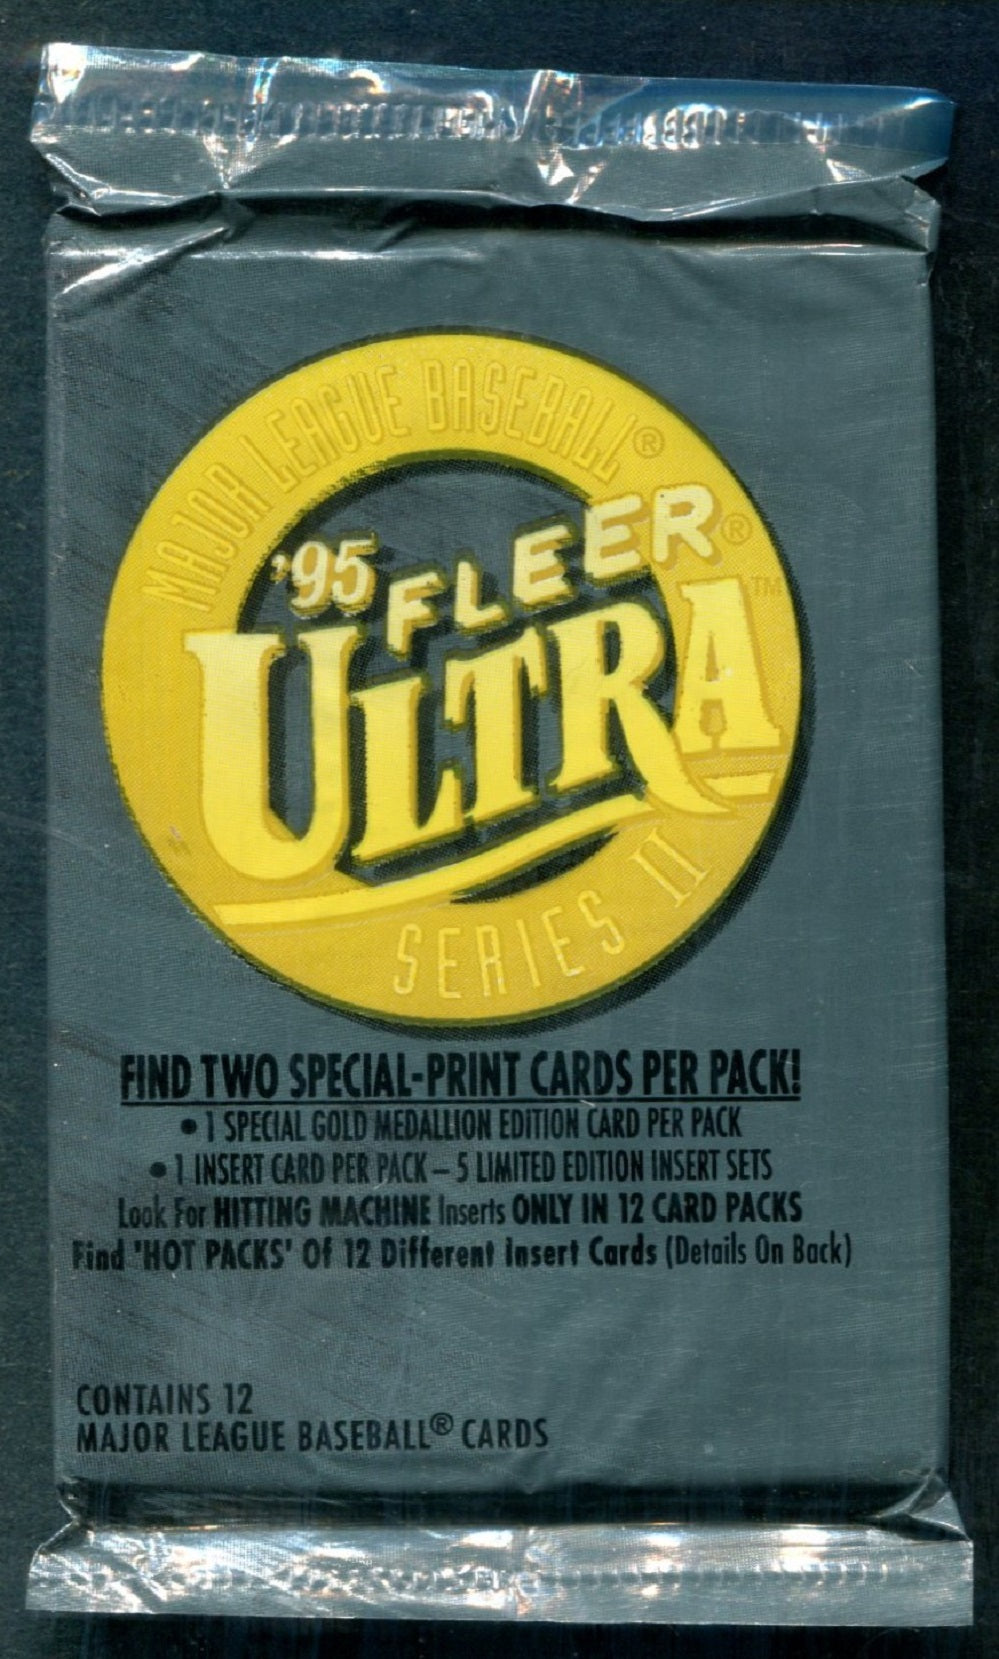 MAJOR LEAGUE BASEBALL®
'95 FLEER®
ULTRA™
SERIES II
FIND TWO SPECIAL-PRINT CARDS PER PACK!
• 1 SPECIAL GOLD MEDALLION EDITION CARD PER PACK
• 1 INSERT CARD PER PACK – 5 LIMITED EDITION INSERT SETS
Look For HITTING MACHINE Inserts ONLY IN 12 CARD PACKS
Find 'HOT PACKS' Of 12 Different Insert Cards (Details On Back)
CONTAINS 12
MAJOR LEAGUE BASEBALL® CARDS